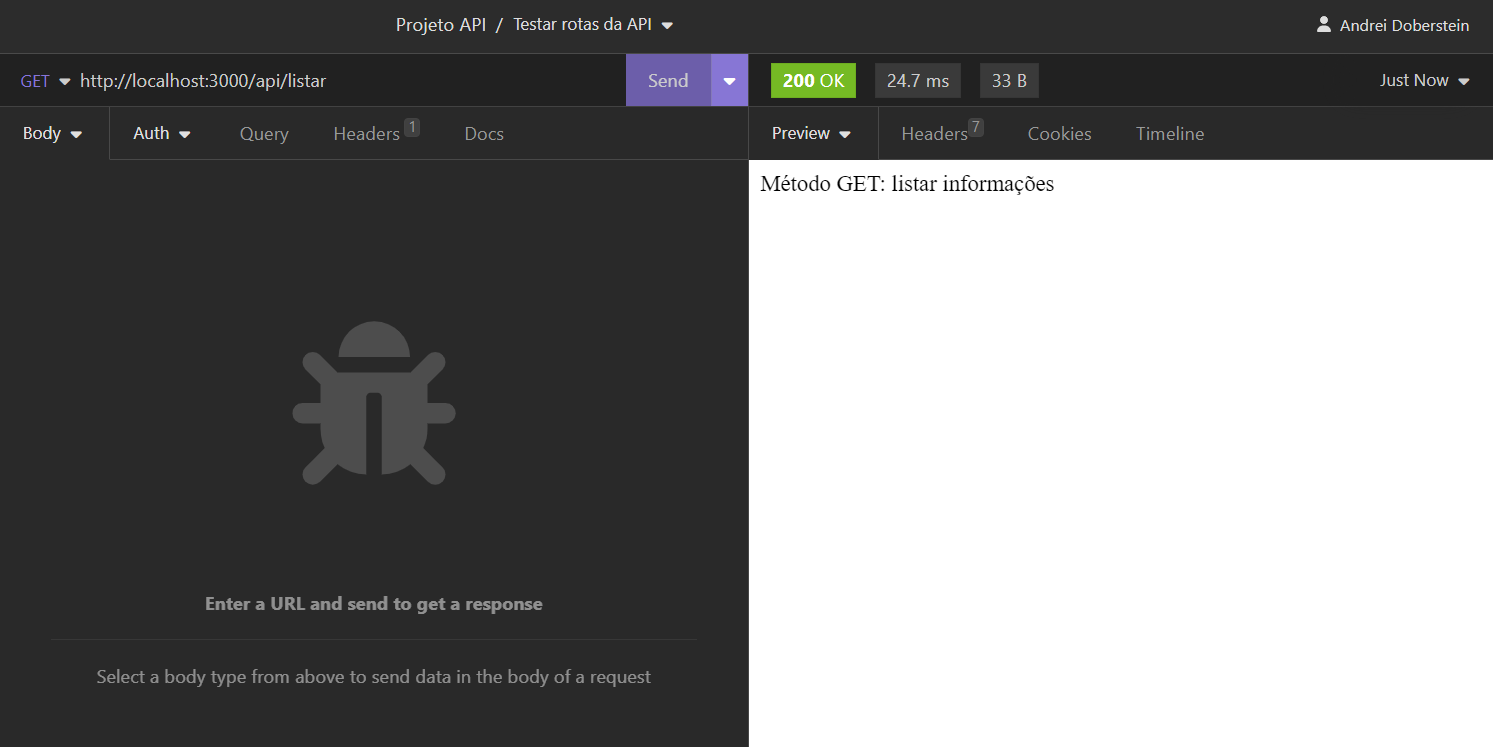 Projeto API / Testar rotas da API
Andrei Doberstein
GET http://localhost:3000/api/listar
Send
200 OK 24.7 ms 33 B
Just Now
Body Auth Query Headers 1 Docs
Preview Headers 7 Cookies Timeline
Método GET: listar informações
Enter a URL and send to get a response
Select a body type from above to send data in the body of a request